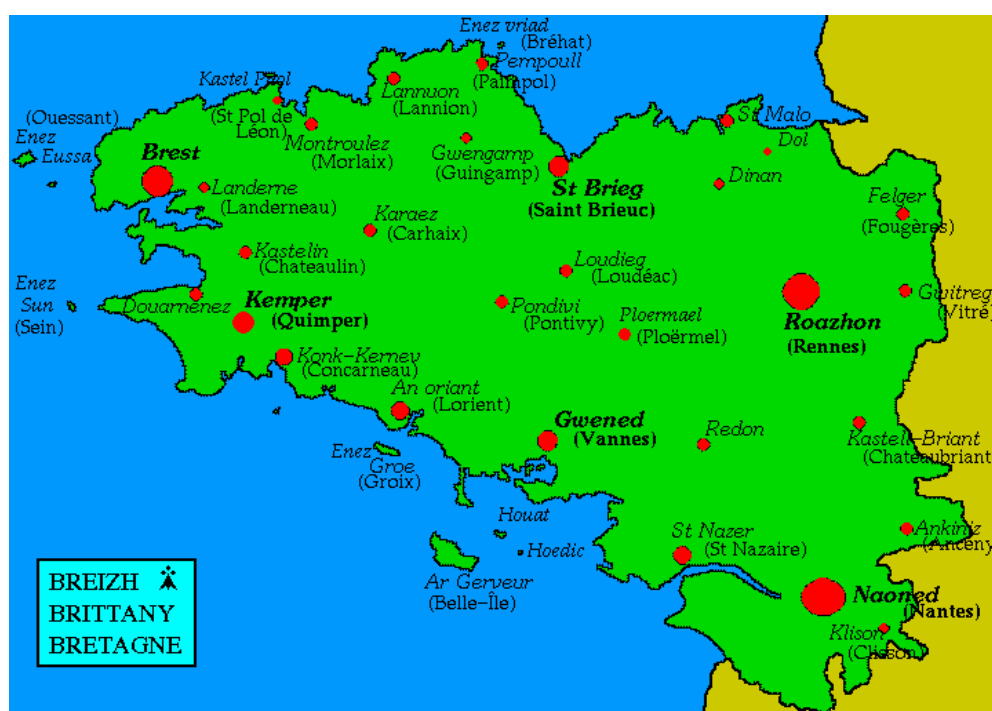 Enez vriad
(Bréhat)
Pempoull
(Paimpol)
Kastel Paol
(St Pol de
Léon)
Lannuon
(Lannion)
(Ouessant)
Enez
Eussa
Montroulez
(Morlaix)
Gwengamp
(Guingamp)
St Malo
Dol
Brest
Landerne
(Landerneau)
St Brieg
(Saint Brieuc)
Dinan
Felger
(Fougères)
Karaez
(Carhaix)
Kastelin
(Chateaulin)
Loudieg
(Loudéac)
Enez
Sun
(Sein)
Douarnenez
Kemper
(Quimper)
Pondivi
(Pontivy)
Ploermael
(Ploërmel)
Roazhon
(Rennes)
Gwitreg
(Vitré)
Konk-Kernev
(Concarneau)
An oriant
(Lorient)
Gwened
(Vannes)
Redon
Kastell-Briant
(Chateaubriant
Enez
Groe
(Groix)
Houat
Hoedic
St Nazer
(St Nazaire)
Ankiniz
(Anceny
Ar Gerveur
(Belle-Île)
Naoned
(Nantes)
Klison
(Clisson)
BREIZH
BRITTANY
BRETAGNE